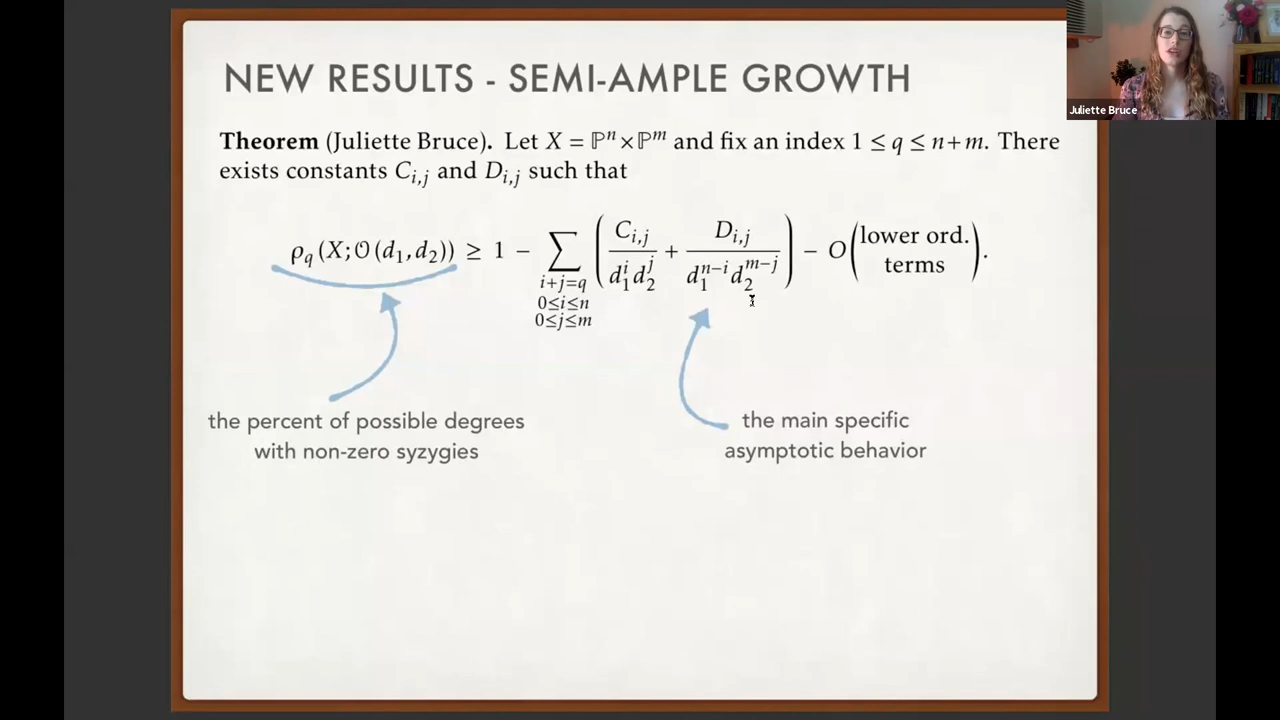 NEW RESULTS - SEMI-AMPLE GROWTH
Juliette Bruce
Theorem (Juliette Bruce). Let X = ℙⁿ×ℙᵐ and fix an index 1 ≤ q ≤ n+m. There
exists constants C_{i,j} and D_{i,j} such that
ρ_q(X;𝒪(d₁,d₂)) ≥ 1 − ∑_{i+j=q, 0≤i≤n, 0≤j≤m} (C_{i,j}/(d₁^i d₂^j) + D_{i,j}/(d₁^{n−i} d₂^{m−j})) − O(lower ord. terms).
the percent of possible degrees
with non-zero syzygies
the main specific
asymptotic behavior